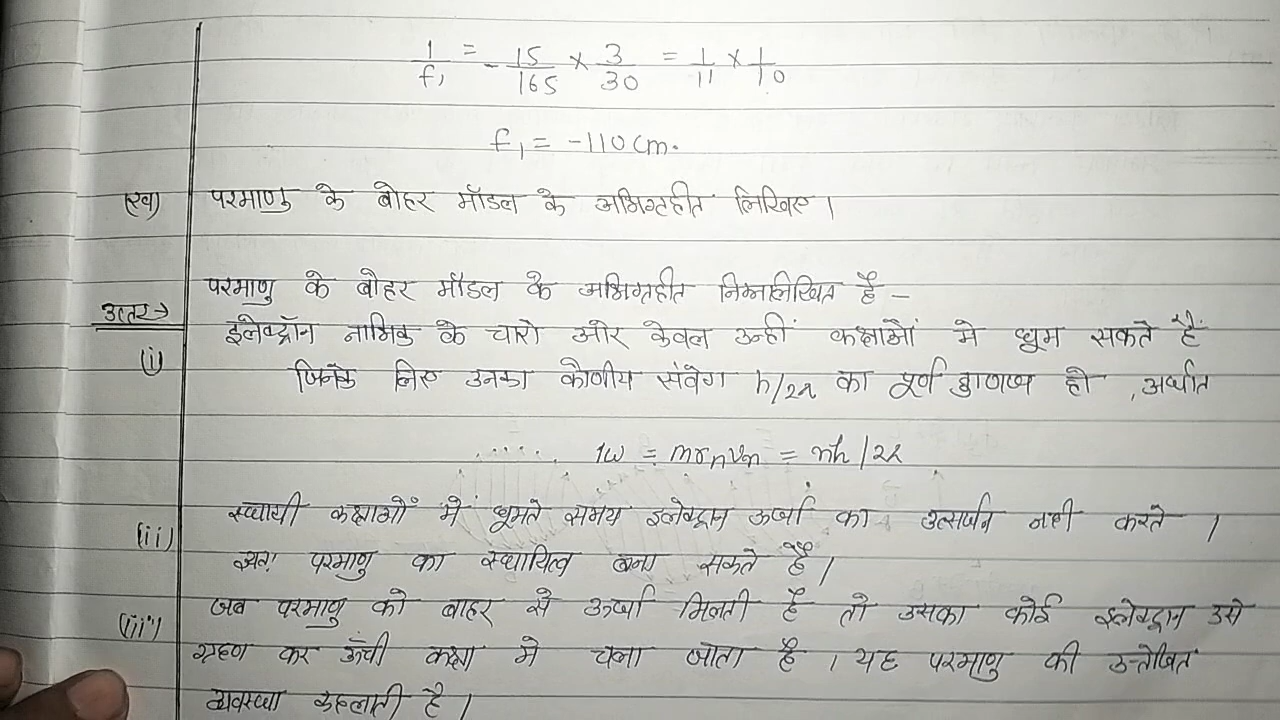 1/f₁ = -15/165 × 3/30 = 1/11 × 1/10
f₁ = -110 cm.
(ख) परमाणु के बोहर मॉडल के अभिग्रहीत लिखिए।
परमाणु के बोहर मॉडल के अभिग्रहीत निम्नलिखित है –
उत्तर→
(i) इलेक्ट्रॉन नाभिक के चारो ओर केवल उन्हीं कक्षाओं मे घूम सकते हैं
जिनके लिए उनका कोणीय संवेग h/2π का पूर्ण गुणज हो , अर्थात
Iω = mrₙvₙ = nh/2π
(ii) स्थायी कक्षाओं में घूमते समय इलेक्ट्रान ऊर्जा का उत्सर्जन नही करते ।
अतः परमाणु का स्थायित्व बना सकते है।
(iii) जब परमाणु को बाहर से ऊर्जा मिलती है तो उसका कोई इलेक्ट्रान उसे
ग्रहण कर ऊँची कक्षा मे चला जाता है । यह परमाणु की उत्तेजित
व्यवस्था कहलाती है।